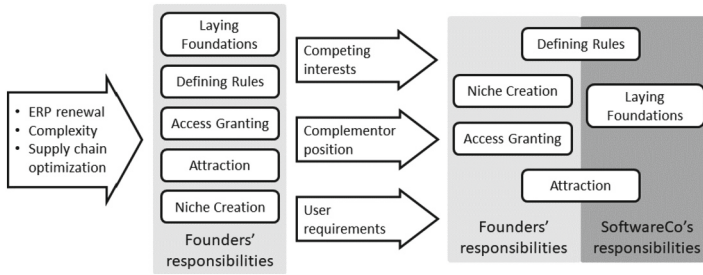 • ERP renewal
• Complexity
• Supply chain
optimization
Laying
Foundations
Defining Rules
Access Granting
Attraction
Niche Creation
Founders'
responsibilities
Competing
interests
Complementor
position
User
requirements
Defining Rules
Niche Creation
Laying
Foundations
Access Granting
Attraction
Founders'
responsibilities
SoftwareCo's
responsibilities